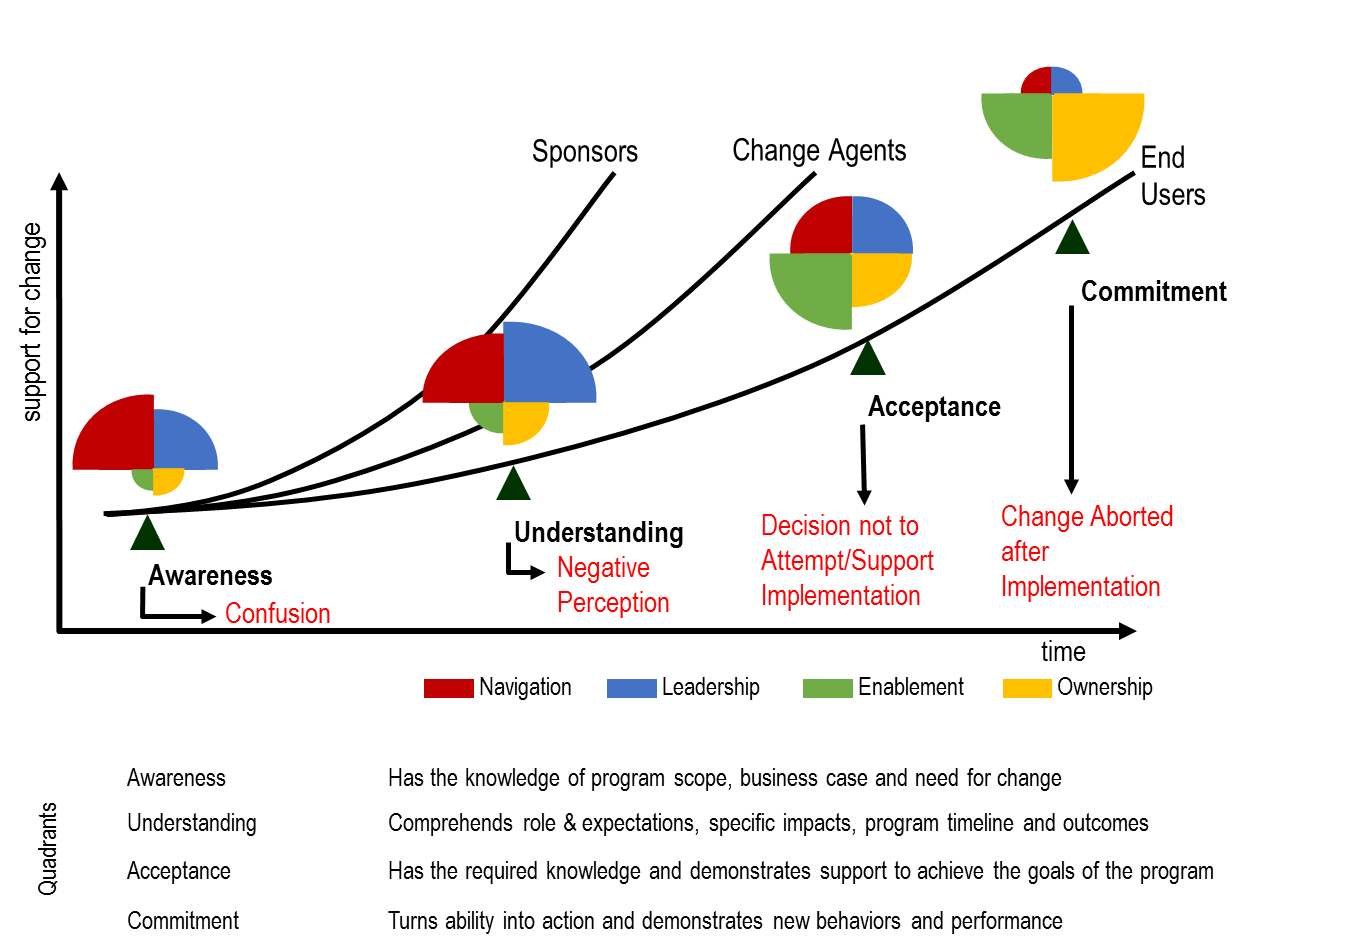 Sponsors
Change Agents
End
Users
support for change
Commitment
Acceptance
Understanding
Awareness
Negative
Perception
Confusion
Decision not to
Attempt/Support
Implementation
Change Aborted
after
Implementation
time
Navigation
Leadership
Enablement
Ownership
Quadrants
Awareness Has the knowledge of program scope, business case and need for change
Understanding Comprehends role & expectations, specific impacts, program timeline and outcomes
Acceptance Has the required knowledge and demonstrates support to achieve the goals of the program
Commitment Turns ability into action and demonstrates new behaviors and performance